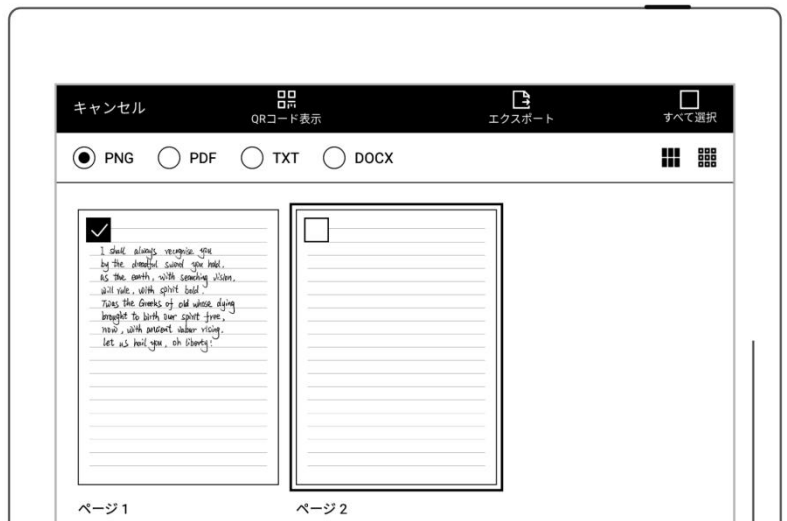 キャンセル
QRコード表示
エクスポート
すべて選択
PNG PDF TXT DOCX
I shall always recognise you
by the dreadful sword you hold.
as the earth, with searching vision,
will rule, with spirit bold.
'Twas the Greeks of old whose dying
brought to birth our spirit free,
now, with ancient valour rising.
let us hail you, oh liberty!
ページ 1
ページ 2